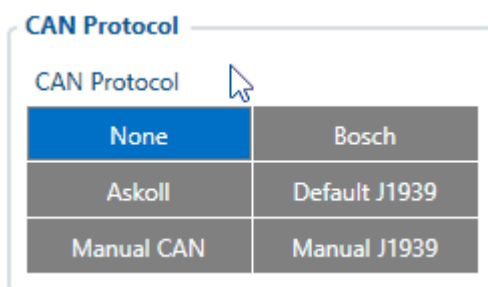 CAN Protocol
CAN Protocol
None Bosch
Askoll Default J1939
Manual CAN Manual J1939